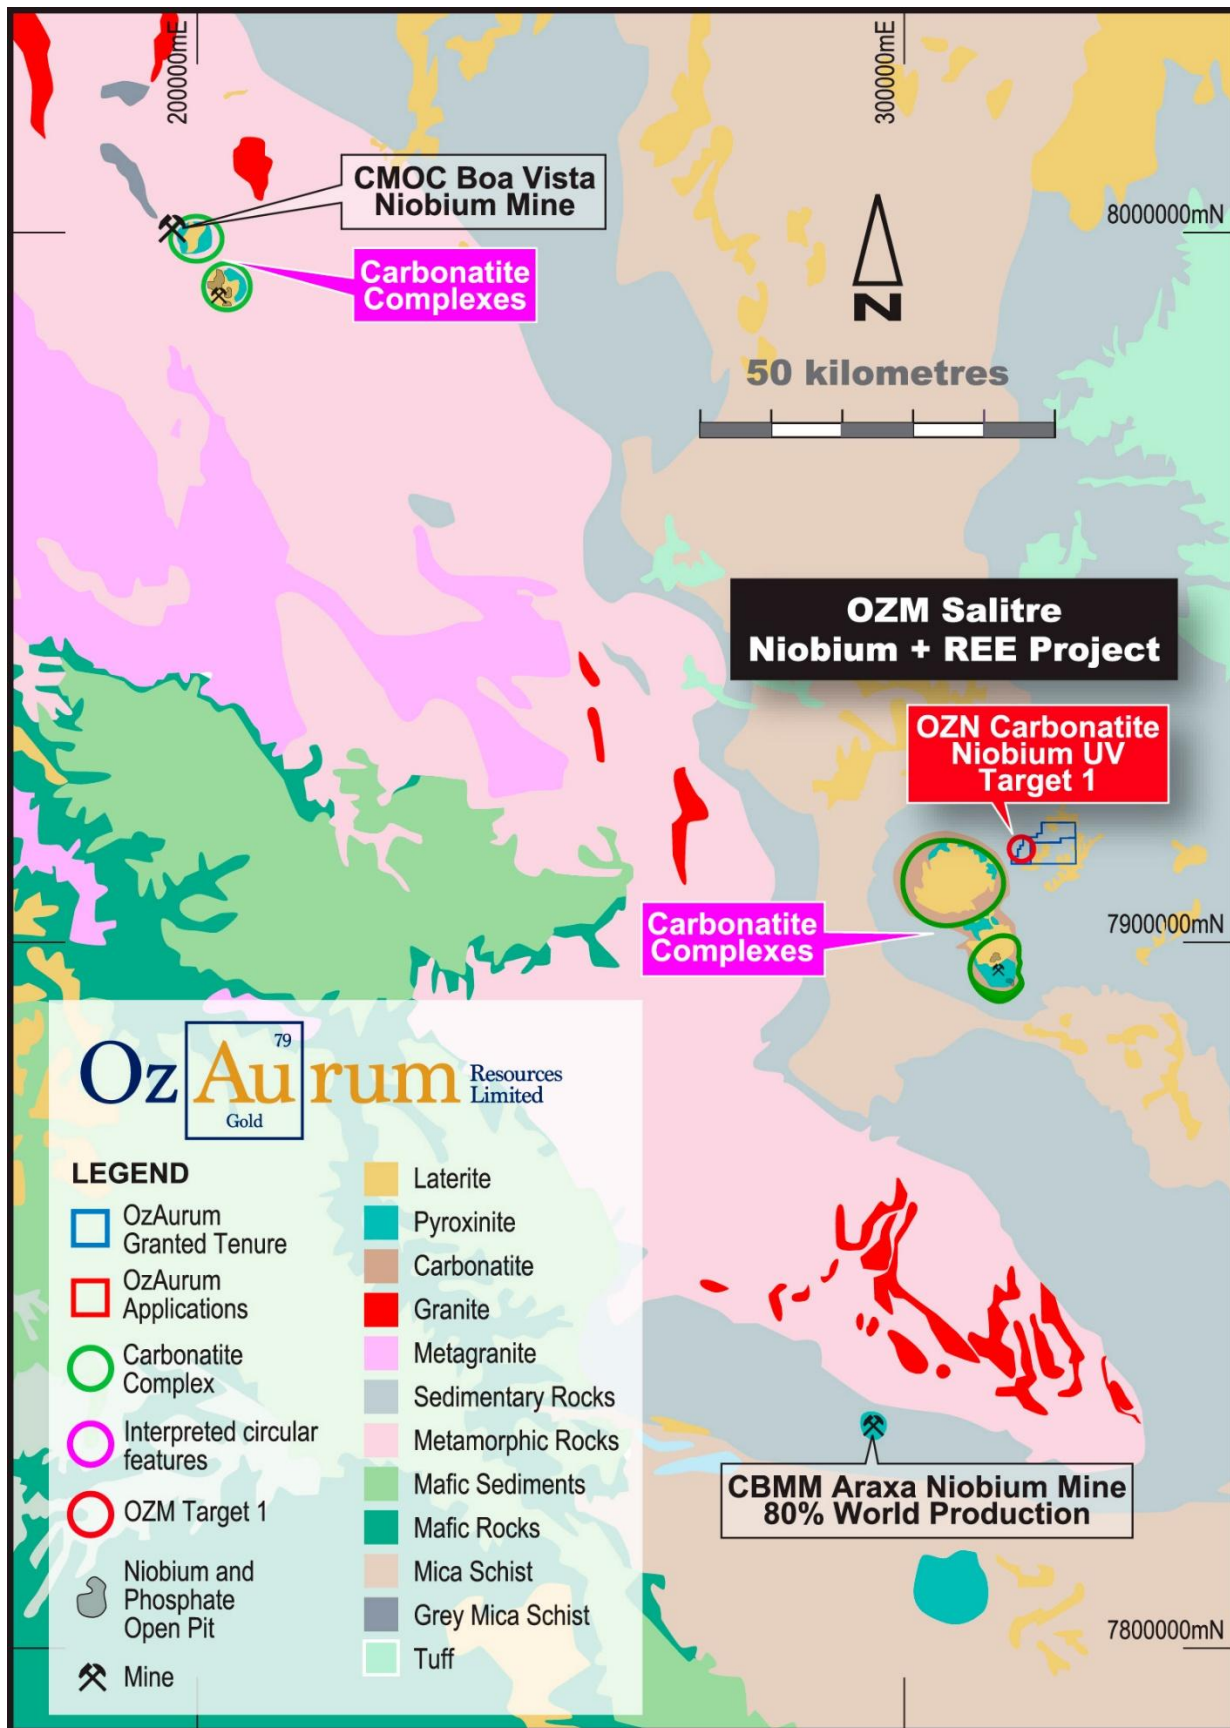 200000mE
300000mE
CMOC Boa Vista
Niobium Mine
8000000mN
Carbonatite
Complexes
N
50 kilometres
OZM Salitre
Niobium + REE Project
OZN Carbonatite
Niobium UV
Target 1
Carbonatite
Complexes
7900000mN
79
OzAurum
Gold
Resources
Limited
LEGEND
OzAurum
Granted Tenure
OzAurum
Applications
Carbonatite
Complex
Interpreted circular
features
OZM Target 1
Niobium and
Phosphate
Open Pit
Mine
Laterite
Pyroxinite
Carbonatite
Granite
Metagranite
Sedimentary Rocks
Metamorphic Rocks
Mafic Sediments
Mafic Rocks
Mica Schist
Grey Mica Schist
Tuff
CBMM Araxa Niobium Mine
80% World Production
7800000mN